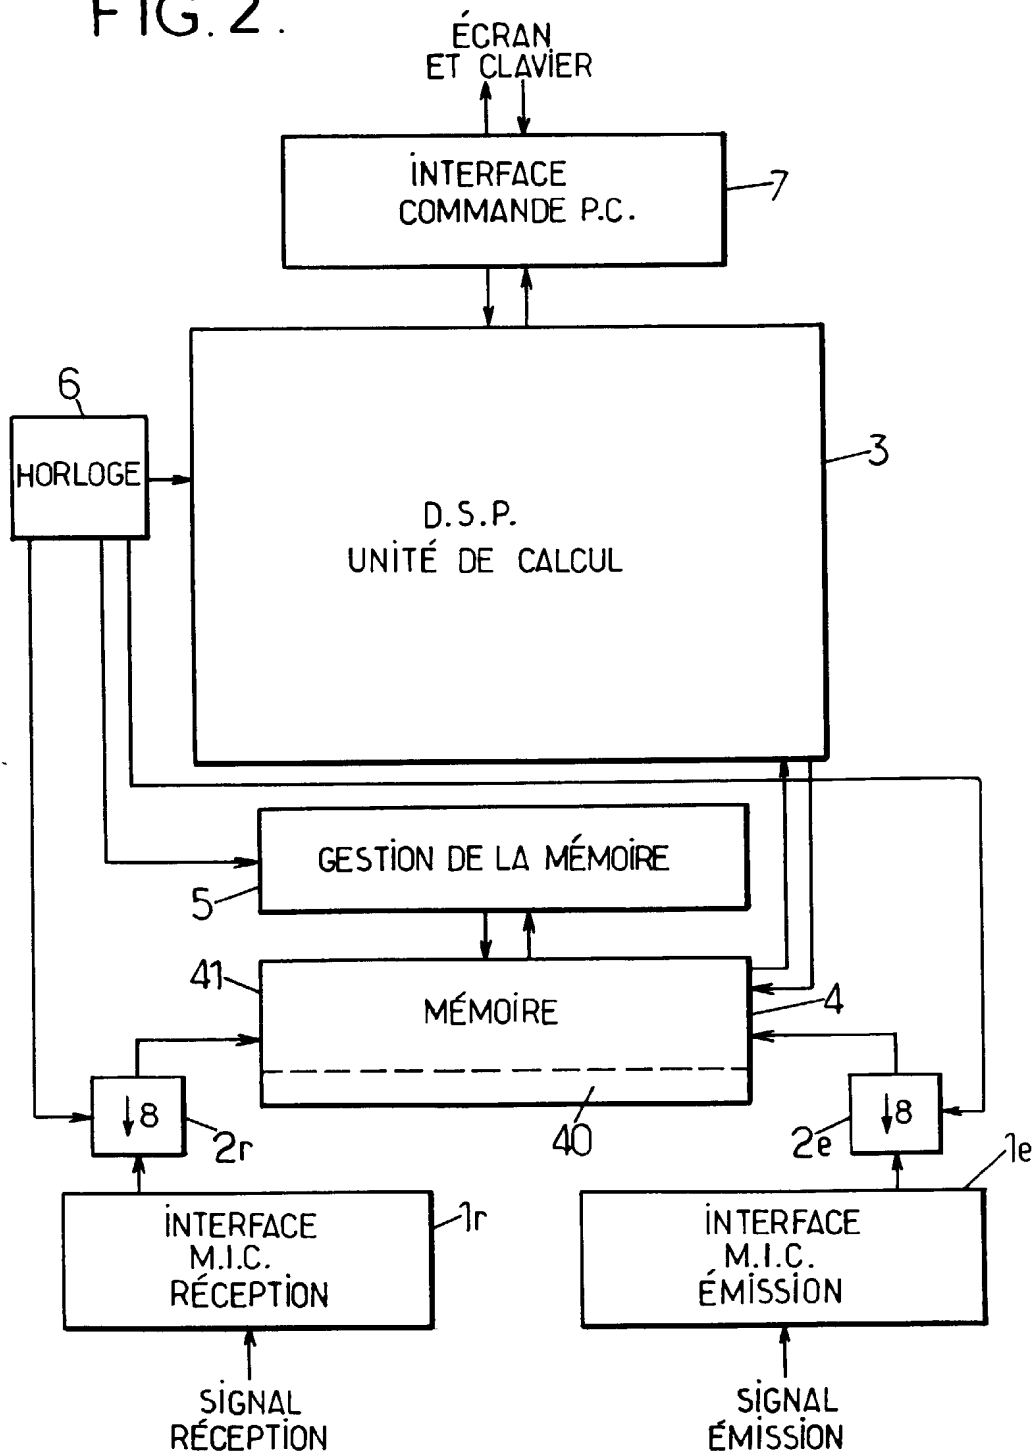 FIG. 2.
ÉCRAN
ET CLAVIER
INTERFACE
COMMANDE P.C.
7
6
HORLOGE
3
D.S.P.
UNITÉ DE CALCUL
GESTION DE LA MÉMOIRE
5
41
MÉMOIRE
4
↓8
2r
40
2e
↓8
1e
INTERFACE
M.I.C.
RÉCEPTION
1r
INTERFACE
M.I.C.
ÉMISSION
SIGNAL
RÉCEPTION
SIGNAL
ÉMISSION